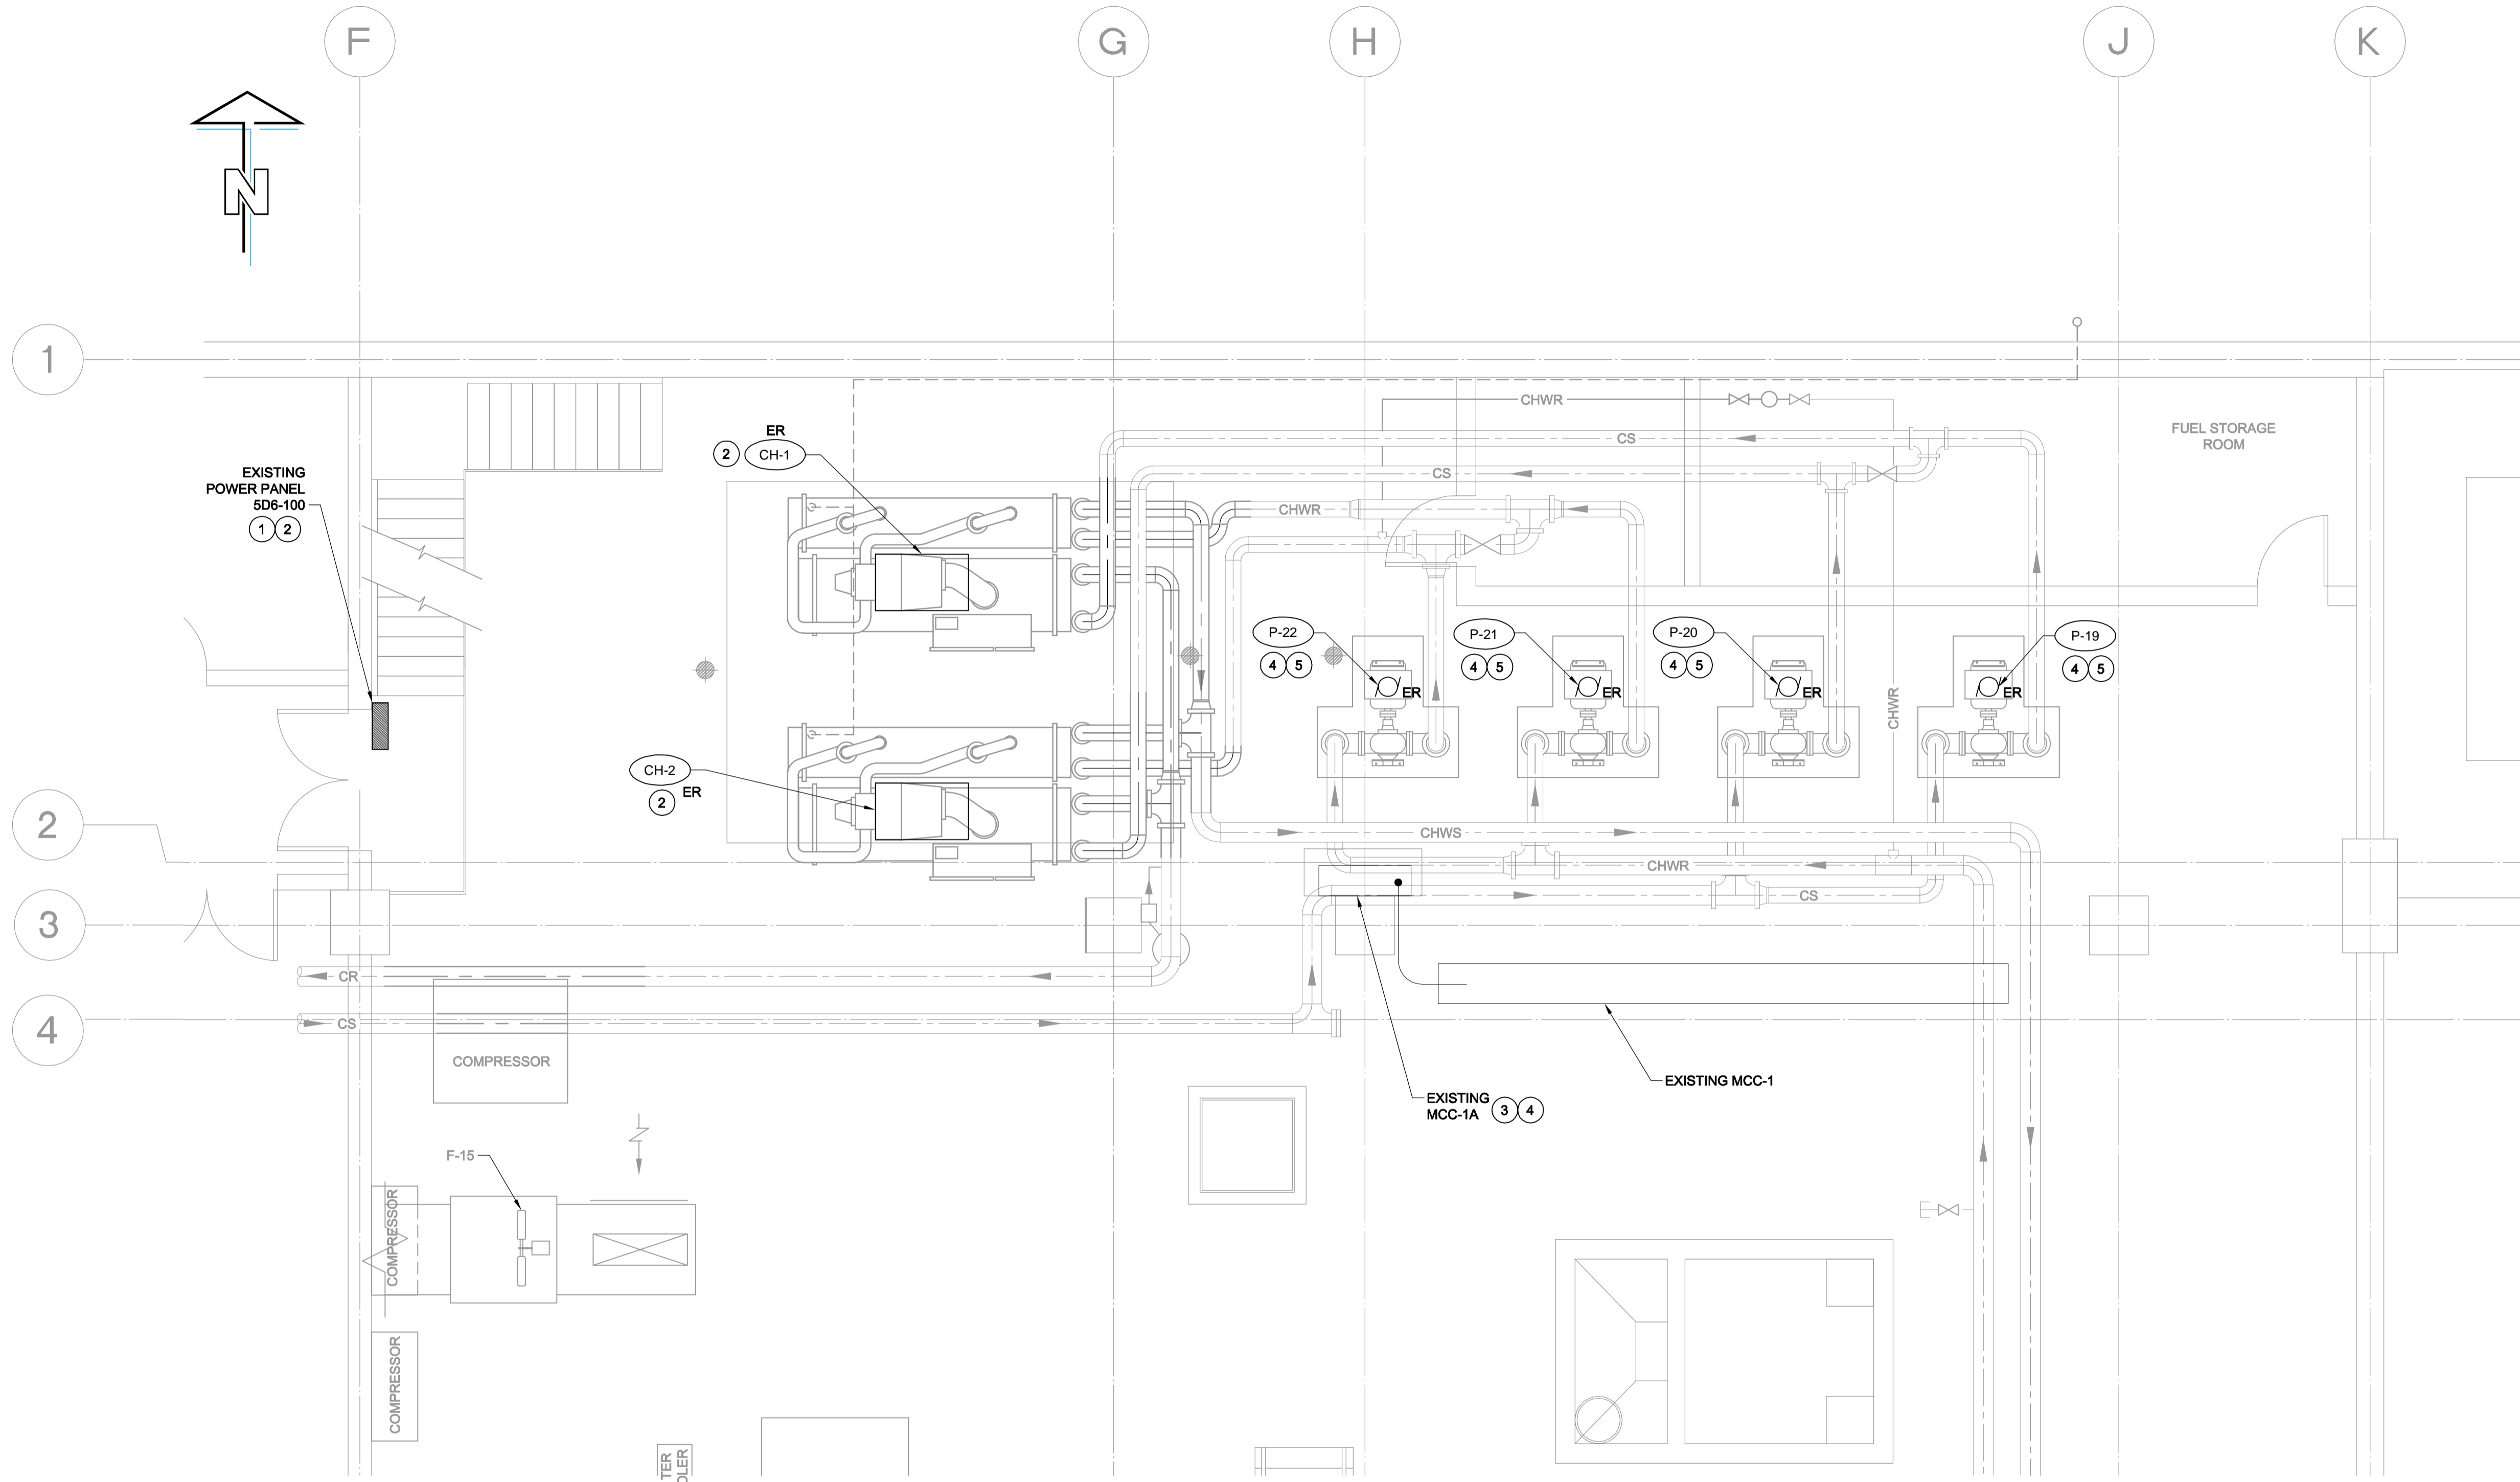 F
G
H
J
K
N
1
CHWR
CS
FUEL STORAGE
ROOM
ER
2
CH-1
CS
EXISTING
POWER PANEL
5D6-100
1 2
CHWR
P-22
4 5
ER
P-21
4 5
ER
P-20
4 5
ER
P-19
4 5
ER
CHWR
CH-2
2
ER
2
CHWS
CHWR
CS
3
CR
4
CS
COMPRESSOR
EXISTING MCC-1
EXISTING
MCC-1A
3 4
F-15
COMPRESSOR
COMPRESSOR